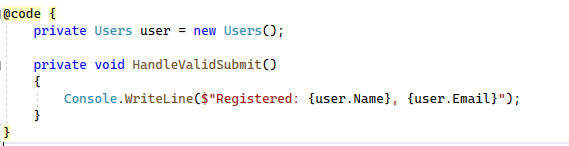 @code {
    private Users user = new Users();

    private void HandleValidSubmit()
    {
        Console.WriteLine($"Registered: {user.Name}, {user.Email}");
    }
}